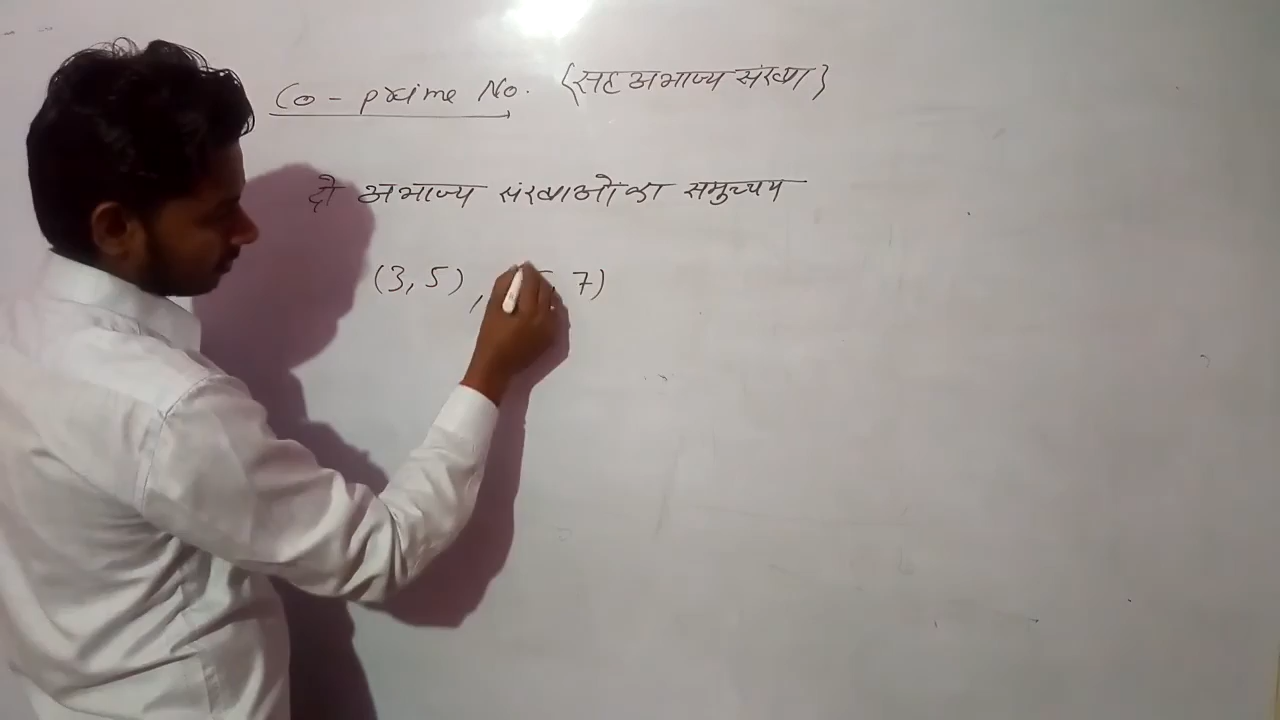 Co-prime No. {सह अभाज्य संख्या}
दो अभाज्य संख्याओं का समुच्चय
(3, 5), , 7)